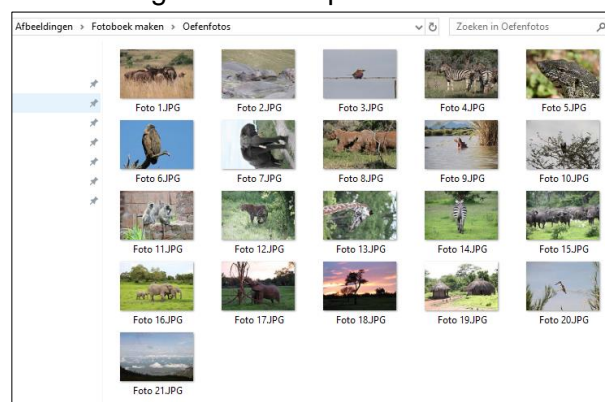 Afbeeldingen > Fotoboek maken > Oefenfotos
Zoeken in Oefenfotos
Foto 1.JPG Foto 2.JPG Foto 3.JPG Foto 4.JPG Foto 5.JPG
Foto 6.JPG Foto 7.JPG Foto 8.JPG Foto 9.JPG Foto 10.JPG
Foto 11.JPG Foto 12.JPG Foto 13.JPG Foto 14.JPG Foto 15.JPG
Foto 16.JPG Foto 17.JPG Foto 18.JPG Foto 19.JPG Foto 20.JPG
Foto 21.JPG